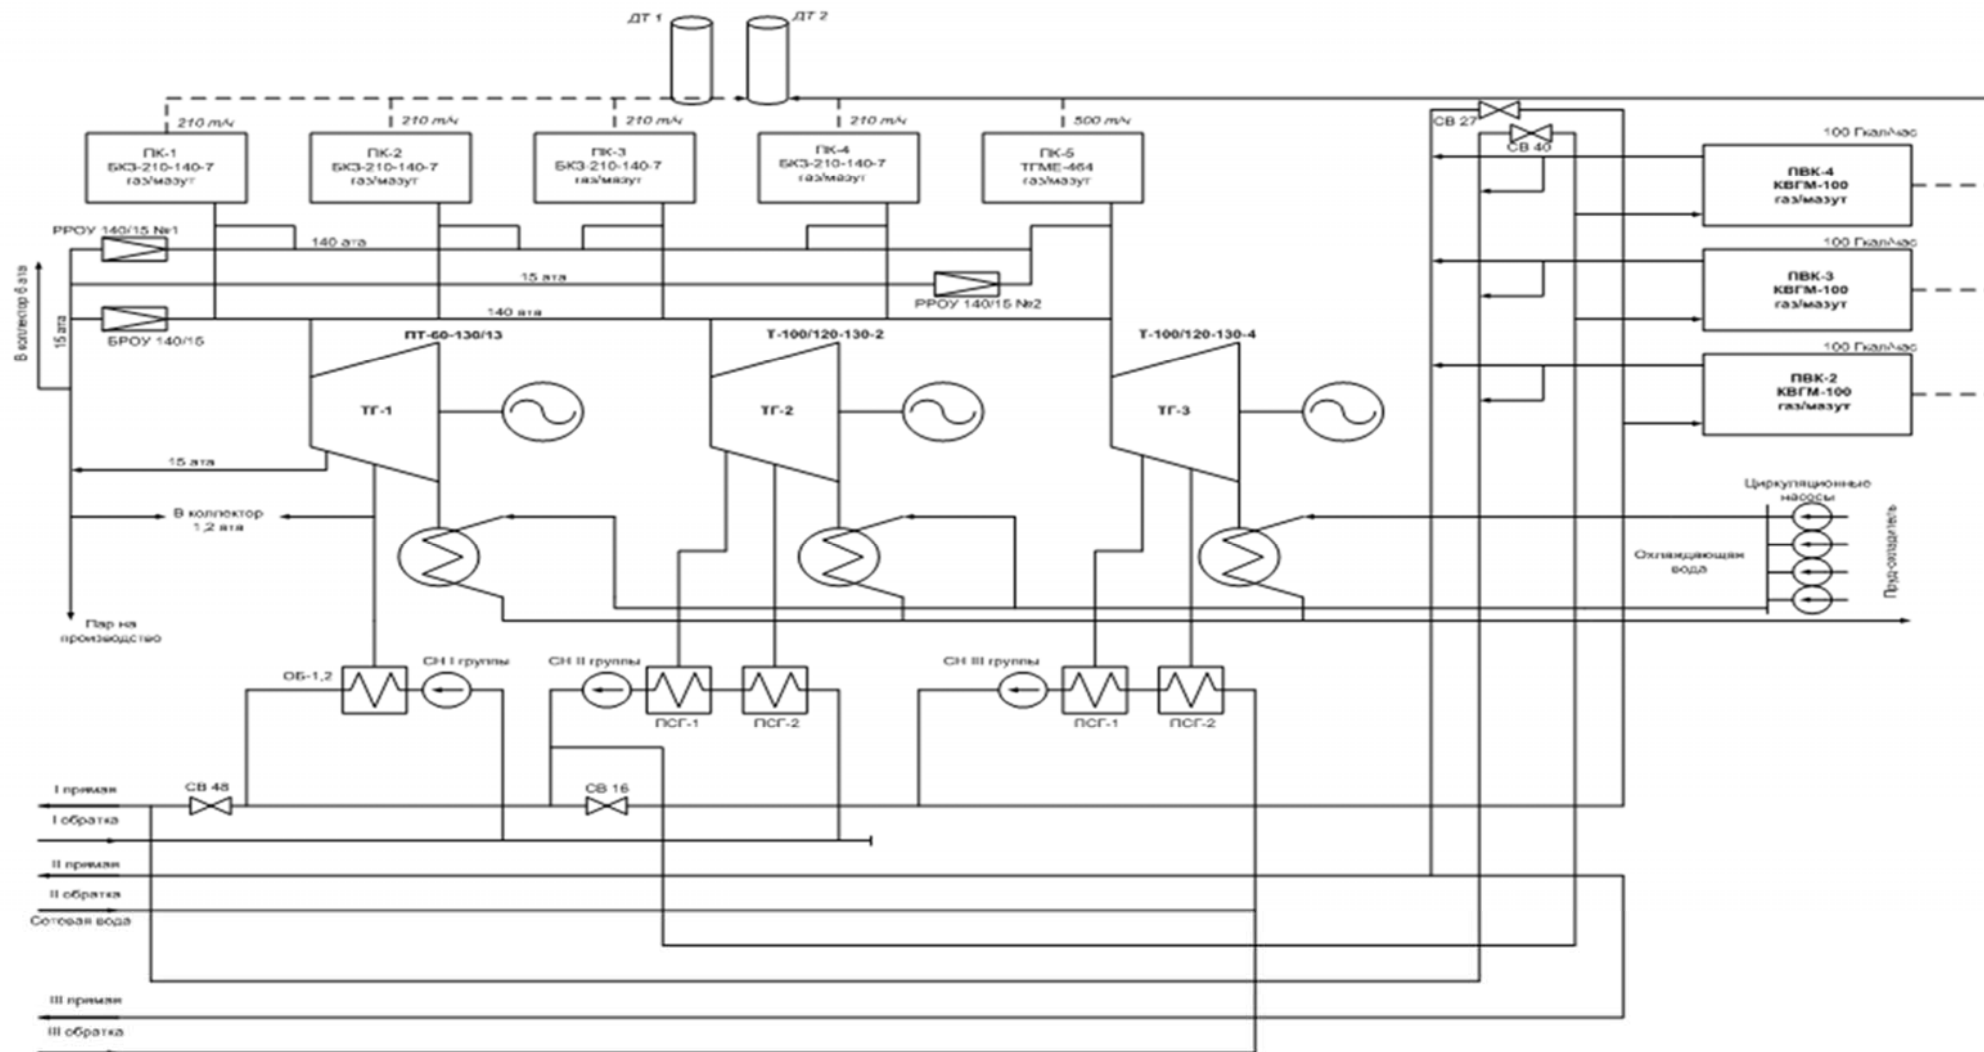 ДТ 1
ДТ 2
210 т/ч
210 т/ч
210 т/ч
210 т/ч
500 т/ч
ПК-1
БКЗ-210-140-7
газ/мазут
ПК-2
БКЗ-210-140-7
газ/мазут
ПК-3
БКЗ-210-140-7
газ/мазут
ПК-4
БКЗ-210-140-7
газ/мазут
ПК-5
ТГМЕ-464
газ/мазут
СВ 27
СВ 40
100 Гкал/час
ПВК-4
КВГМ-100
газ/мазут
100 Гкал/час
ПВК-3
КВГМ-100
газ/мазут
100 Гкал/час
ПВК-2
КВГМ-100
газ/мазут
РРОУ 140/15 №1
140 ата
15 ата
РРОУ 140/15 №2
В коллектор 6 ата
15 ата
140 ата
БРОУ 140/15
ПТ-60-130/13
Т-100/120-130-2
Т-100/120-130-4
ТГ-1
ТГ-2
ТГ-3
15 ата
В коллектор
1,2 ата
Циркуляционные
насосы
Охлаждающая
вода
Пруд-охладитель
Пар на
производство
ОБ-1,2
СН I группы
СН II группы
СН III группы
ПСГ-1
ПСГ-2
ПСГ-1
ПСГ-2
I прямая
СВ 48
СВ 16
I обратка
II прямая
II обратка
Сетевая вода
III прямая
III обратка